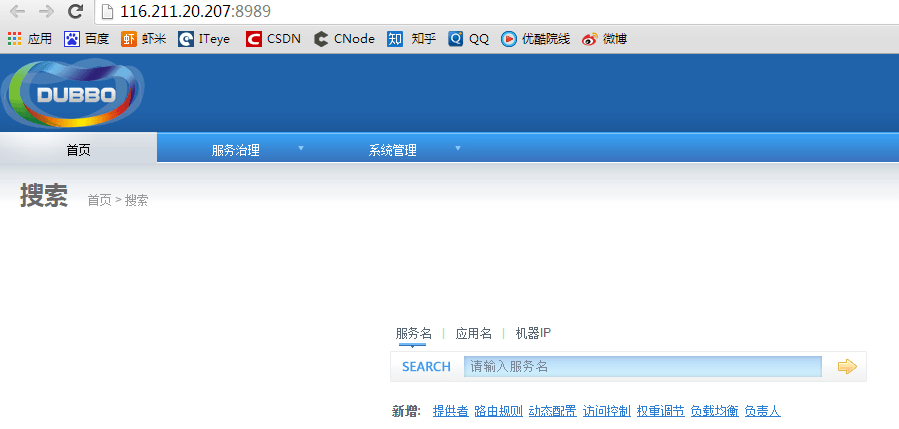 116.211.20.207:8989
应用 百度 虾 虾米 ITeye CSDN CNode 知 知乎 QQ 优酷院线 微博
DUBBO
首页 服务治理 系统管理
搜索 首页 > 搜索
服务名 | 应用名 | 机器IP
SEARCH 请输入服务名
新增: 提供者 路由规则 动态配置 访问控制 权重调节 负载均衡 负责人